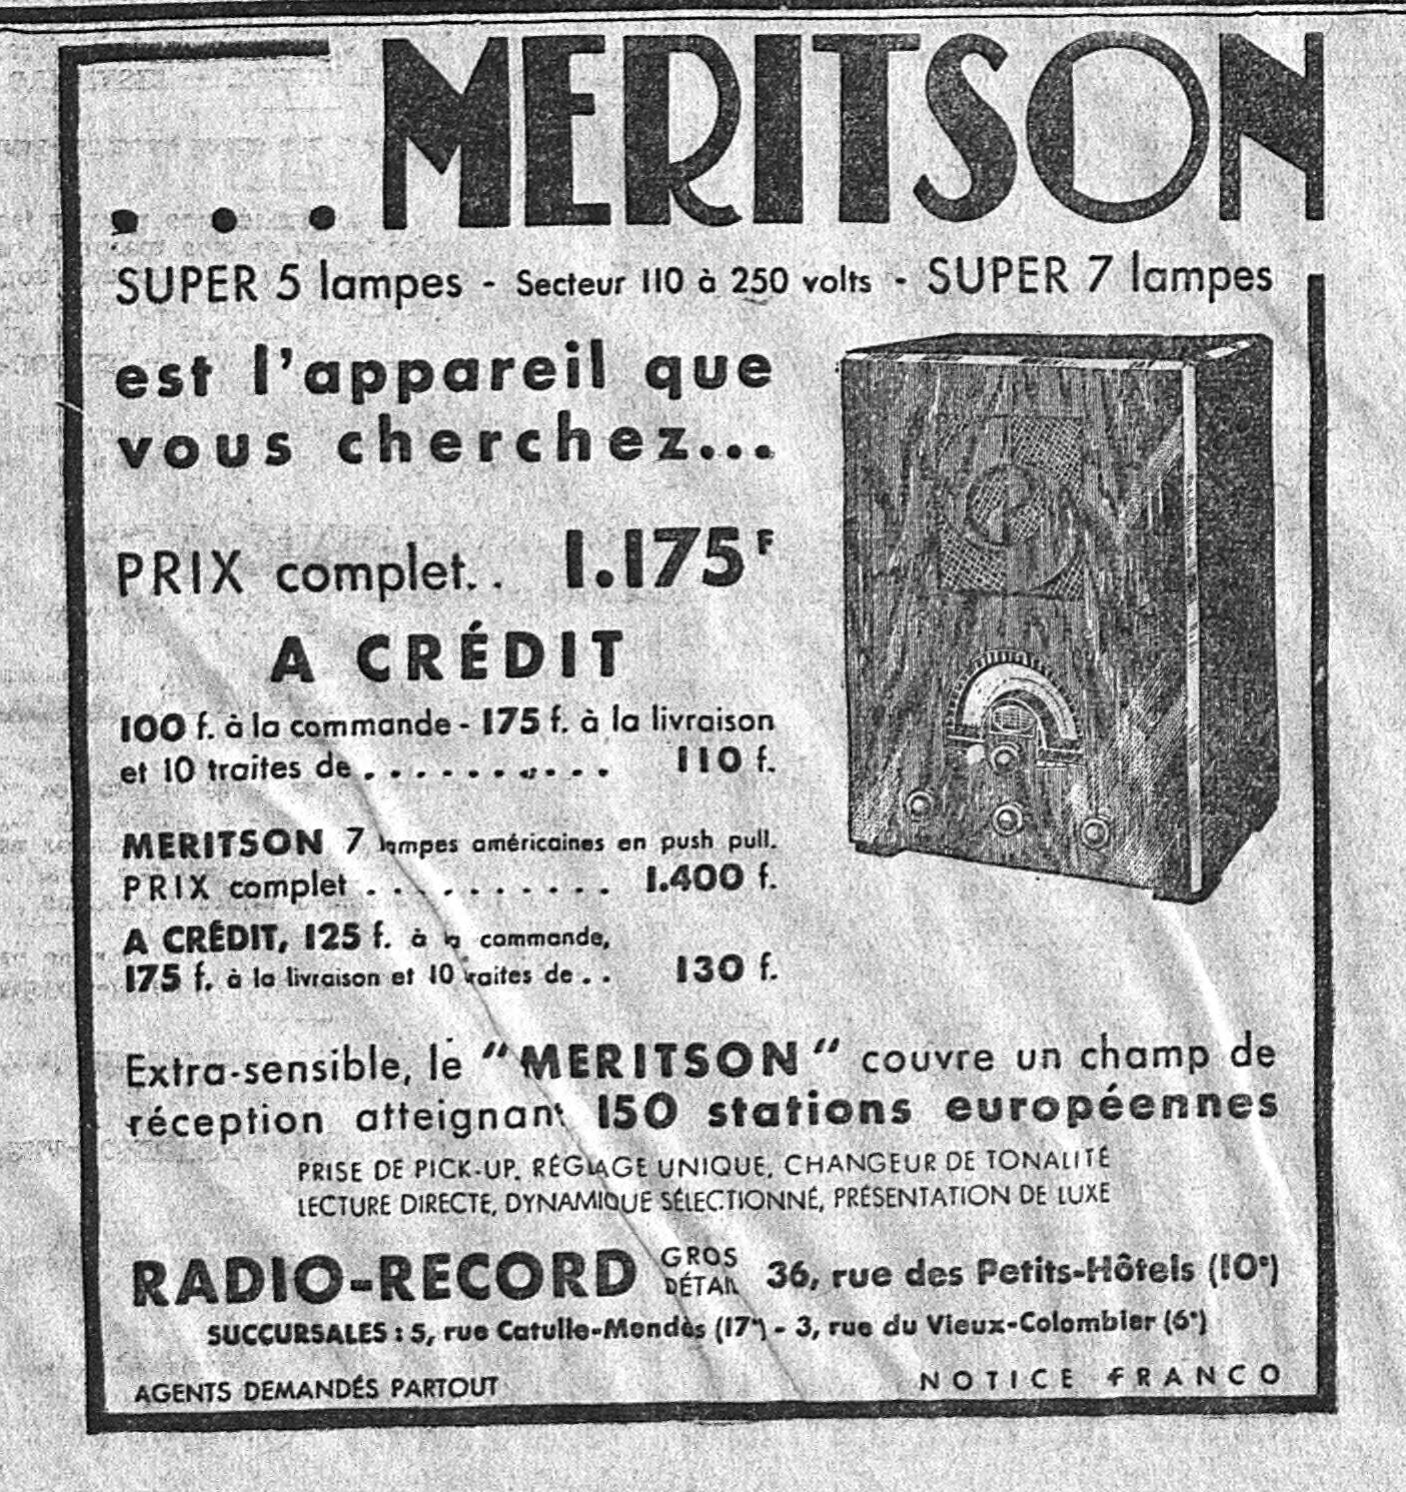 ...MERITSON
SUPER 5 lampes - Secteur 110 à 250 volts - SUPER 7 lampes
est l'appareil que
vous cherchez...
PRIX complet.. 1.175F
A CRÉDIT
100 f. à la commande - 175 f. à la livraison
et 10 traites de.......... 110 f.
MERITSON 7 lampes américaines en push pull.
PRIX complet .......... 1.400 f.
A CRÉDIT, 125 f. à la commande,
175 f. à la livraison et 10 traites de.. 130 f.
Extra-sensible, le "MERITSON" couvre un champ de
réception atteignant 150 stations européennes
PRISE DE PICK-UP, RÉGLAGE UNIQUE, CHANGEUR DE TONALITÉ
LECTURE DIRECTE, DYNAMIQUE SÉLECTIONNÉ, PRÉSENTATION DE LUXE
RADIO-RECORD GROS DÉTAIL 36, rue des Petits-Hôtels (10e)
SUCCURSALES : 5, rue Catulle-Mendès (17e) - 3, rue du Vieux-Colombier (6e)
AGENTS DEMANDÉS PARTOUT NOTICE FRANCO